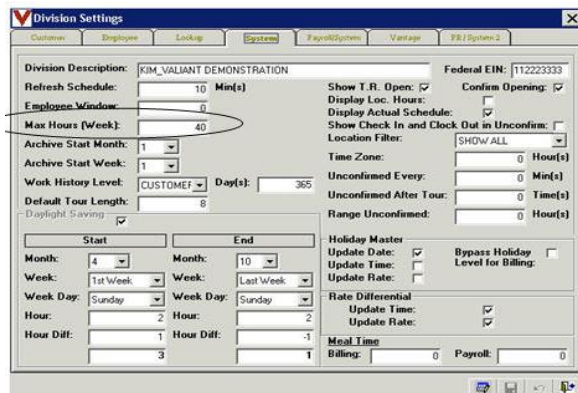 Division Settings
Customer Employee Lookup System Payroll/System Vantage PR/System 2
Division Description: KIM_VALIANT DEMONSTRATION Federal EIN: 112223333
Refresh Schedule: 10 Min(s) Show T.R. Open: Confirm Opening:
Employee Window: 0 Display Loc. Hours:
Display Actual Schedule:
Max Hours (Week): 40 Show Check In and Clock Out in Unconfirm:
Archive Start Month: 1 Location Filter: SHOW ALL
Archive Start Week: 1 Time Zone: 0 Hour(s)
Work History Level: CUSTOMER Day(s): 365 Unconfirmed Every: 0 Min(s)
Default Tour Length: 8 Unconfirmed After Tour: 0 Time(s)
Daylight Saving Range Unconfirmed: 0 Hour(s)
Start End Holiday Master
Month: 4 Month: 10 Update Date: Bypass Holiday
Update Time: Level for Billing:
Week: 1st Week Week: Last Week Update Rate:
Week Day: Sunday Week Day: Sunday Rate Differential
Hour: 2 Hour: 2 Update Time:
Update Rate:
Hour Diff: 1 Hour Diff: -1 Meal Time
3 1 Billing: 0 Payroll: 0